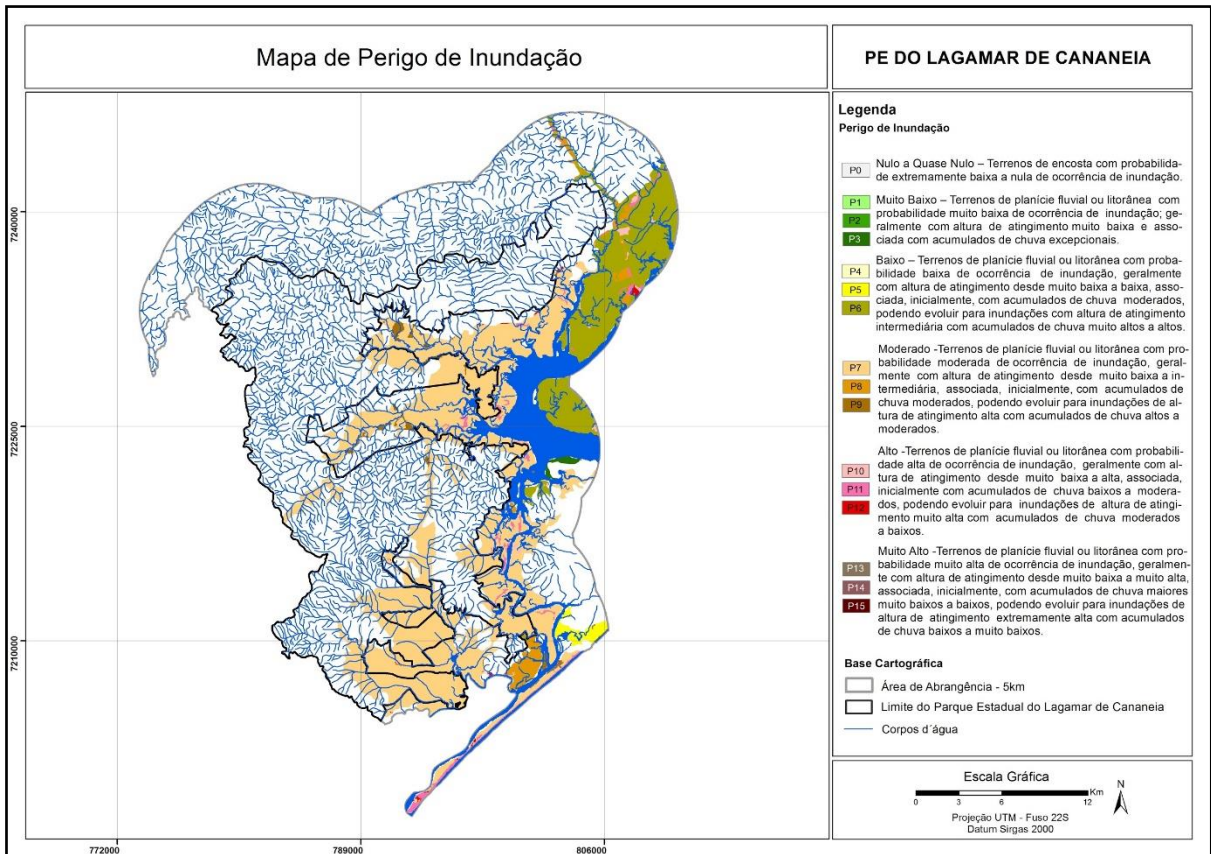 Mapa de Perigo de Inundação
PE DO LAGAMAR DE CANANEIA
Legenda
Perigo de Inundação
P0
Nulo a Quase Nulo – Terrenos de encosta com probabilida-
de extremamente baixa a nula de ocorrência de inundação.
P1
P2
P3
Muito Baixo – Terrenos de planície fluvial ou litorânea com
probabilidade muito baixa de ocorrência de inundação; ge-
ralmente com altura de atingimento muito baixa e asso-
ciada com acumulados de chuva excepcionais.
P4
P5
P6
Baixo – Terrenos de planície fluvial ou litorânea com proba-
bilidade baixa de ocorrência de inundação, geralmente
com altura de atingimento desde muito baixa a baixa, asso-
ciada, inicialmente, com acumulados de chuva moderados,
podendo evoluir para inundações com altura de atingimento
intermediária com acumulados de chuva muito altos a altos.
P7
P8
P9
Moderado -Terrenos de planície fluvial ou litorânea com pro-
babilidade moderada de ocorrência de inundação, geral-
mente com altura de atingimento desde muito baixa a in-
termediária, associada, inicialmente, com acumulados de
chuva moderados, podendo evoluir para inundações de al-
tura de atingimento alta com acumulados de chuva altos a
moderados.
P10
P11
P12
Alto -Terrenos de planície fluvial ou litorânea com probabili-
dade alta de ocorrência de inundação, geralmente com al-
tura de atingimento desde muito baixa a alta, associada,
inicialmente com acumulados de chuva baixos a modera-
dos, podendo evoluir para inundações de altura de atingi-
mento muito alta com acumulados de chuva moderados
a baixos.
P13
P14
P15
Muito Alto -Terrenos de planície fluvial ou litorânea com pro-
babilidade muito alta de ocorrência de inundação, geralmen-
te com altura de atingimento desde muito baixa a muito alta,
associada, inicialmente, com acumulados de chuva maiores
muito baixos a baixos, podendo evoluir para inundações de
altura de atingimento extremamente alta com acumulados
de chuva baixos a muito baixos.
Base Cartográfica
Área de Abrangência - 5km
Limite do Parque Estadual do Lagamar de Cananeia
Corpos d´água
Escala Gráfica
Km
0 3 6 12
N
Projeção UTM - Fuso 22S
Datum Sirgas 2000
7240000
7225000
7210000
772000 789000 806000